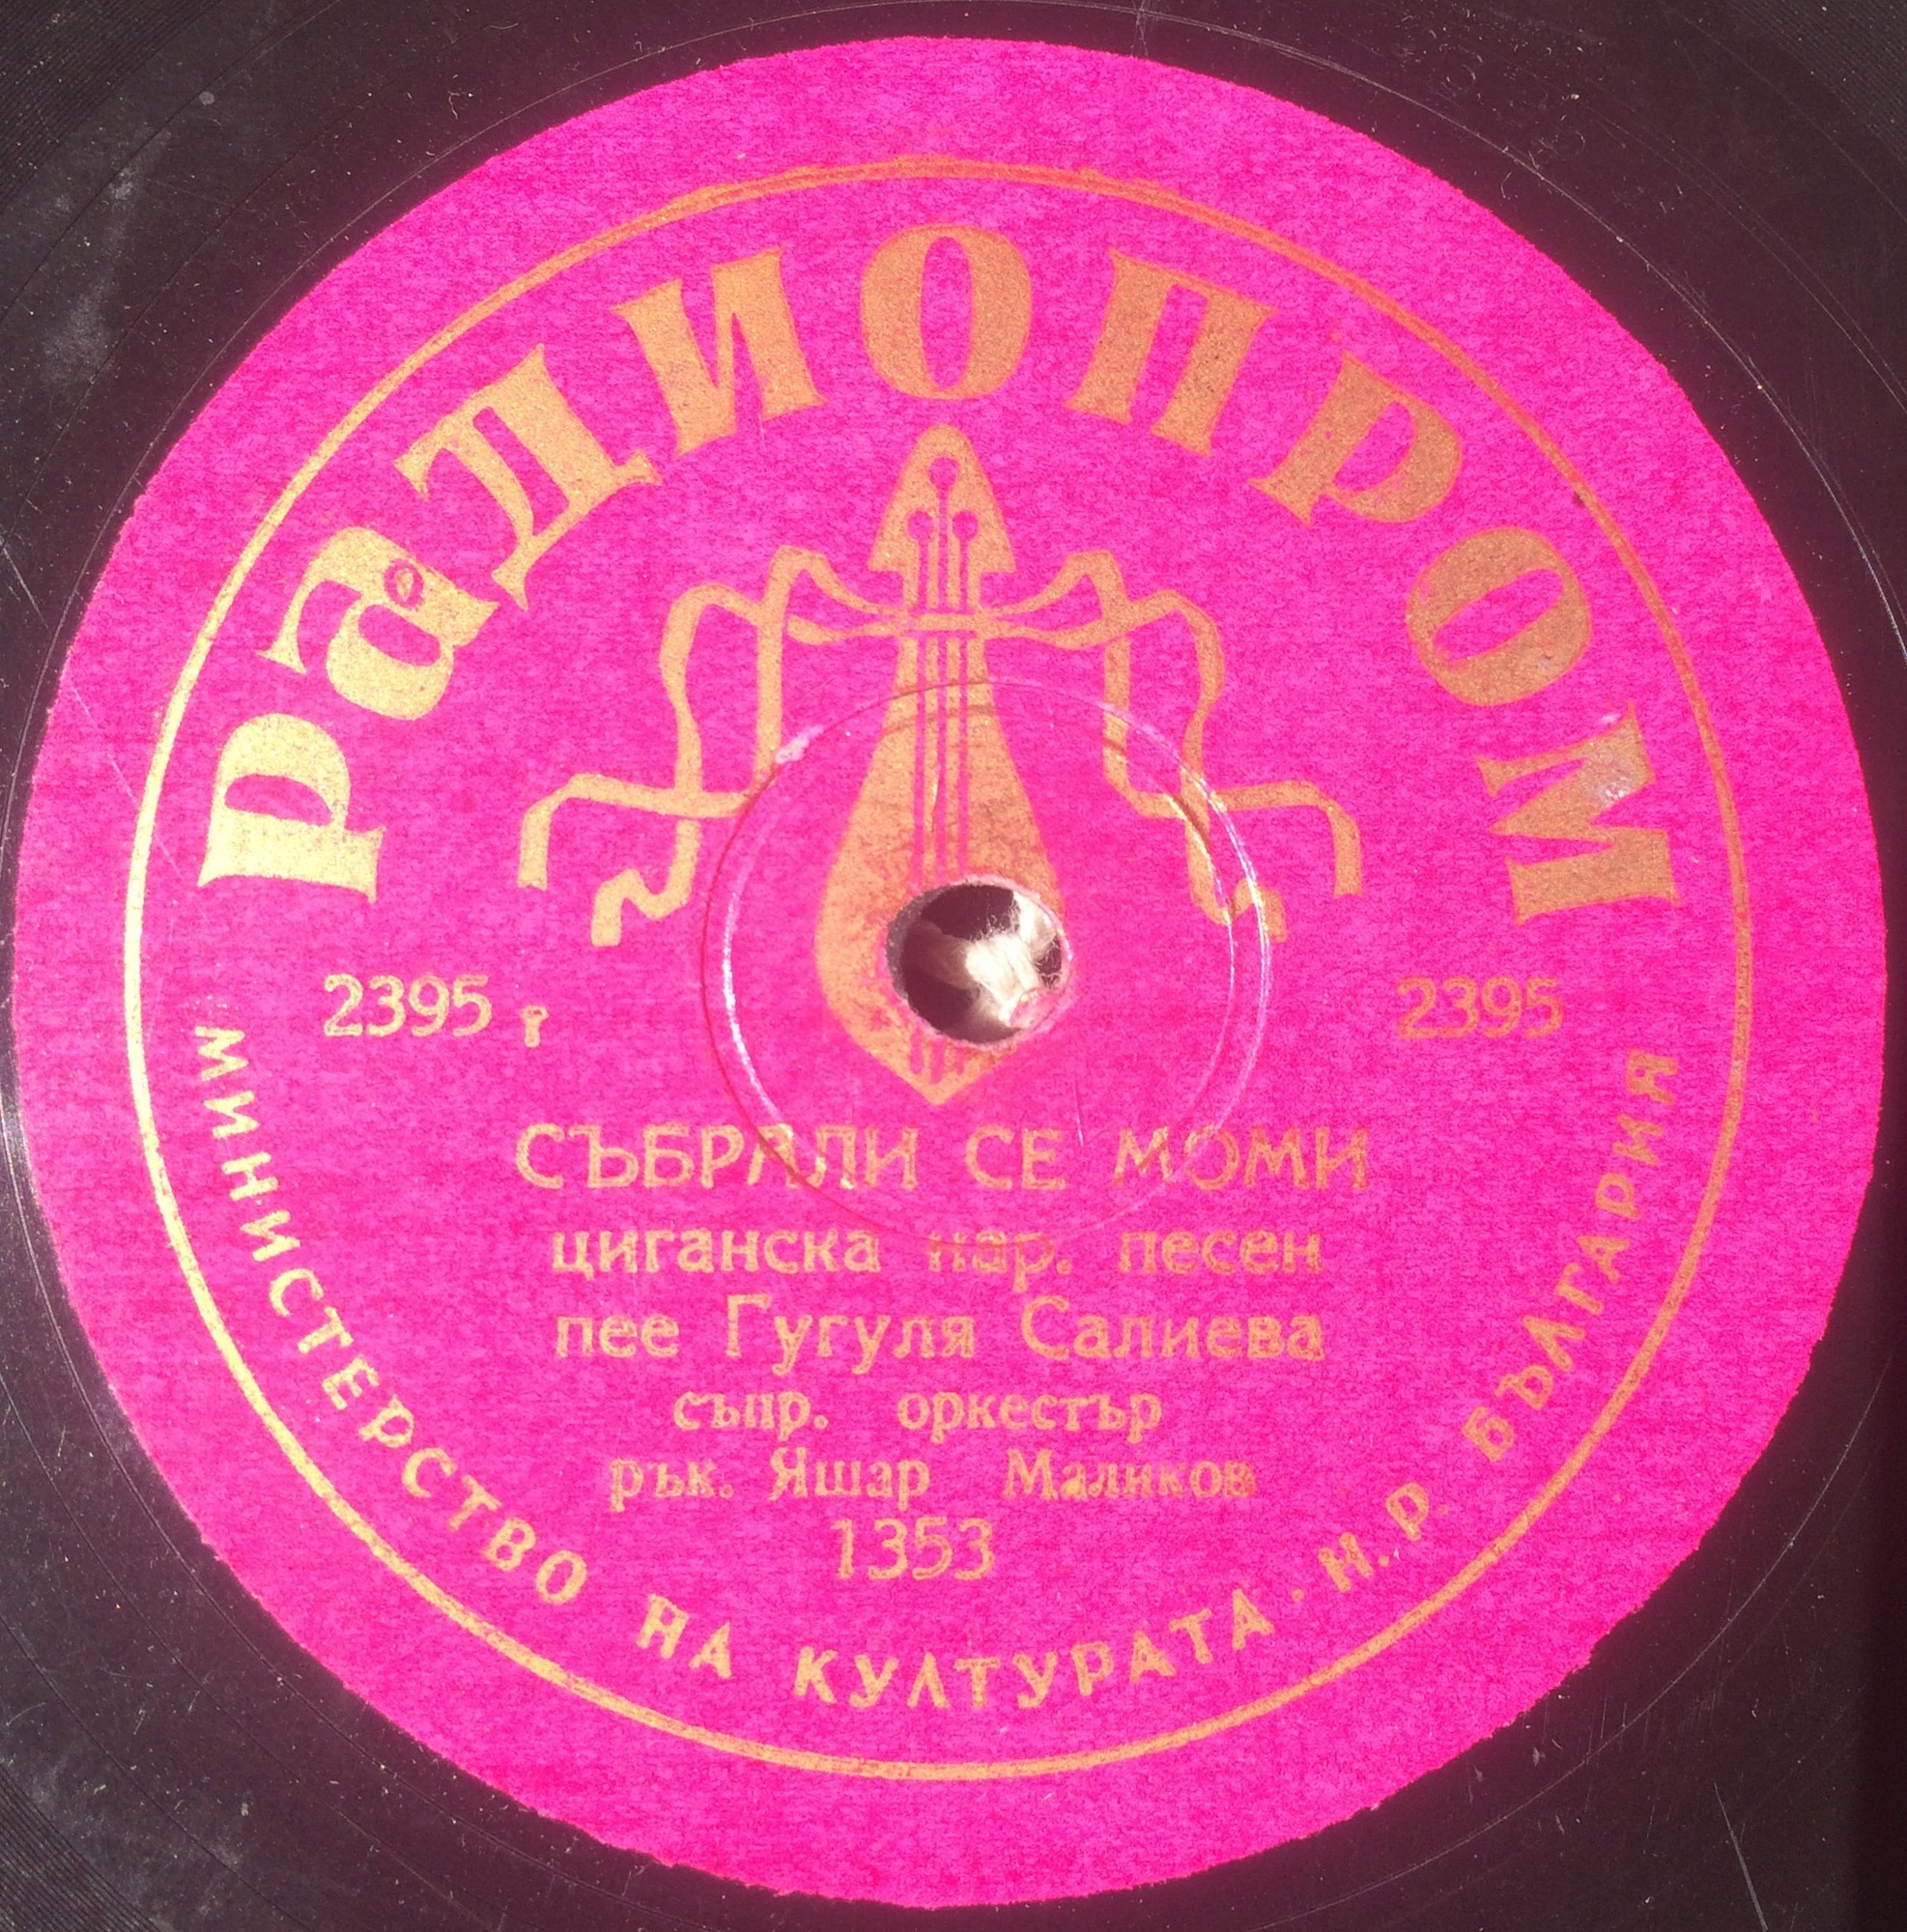 РАДИОПРОМ
2395 г 2395
СЪБРАЛИ СЕ МОМИ
циганска нар. песен
пее Гугуля Салиева
съпр. оркестър
рък. Яшар Маликов
1353
МИНИСТЕРСТВО НА КУЛТУРАТА · Н. Р. БЪЛГАРИЯ